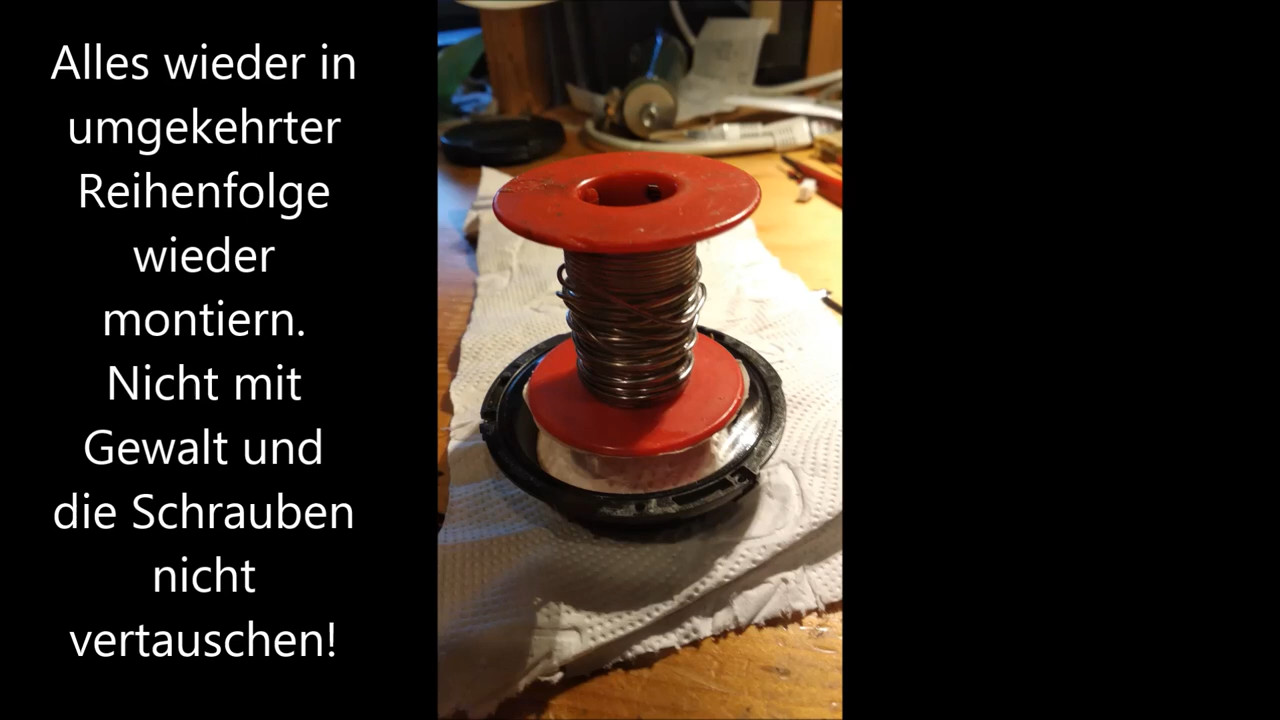 Alles wieder in
umgekehrter
Reihenfolge
wieder
montiern.
Nicht mit
Gewalt und
die Schrauben
nicht
vertauschen!